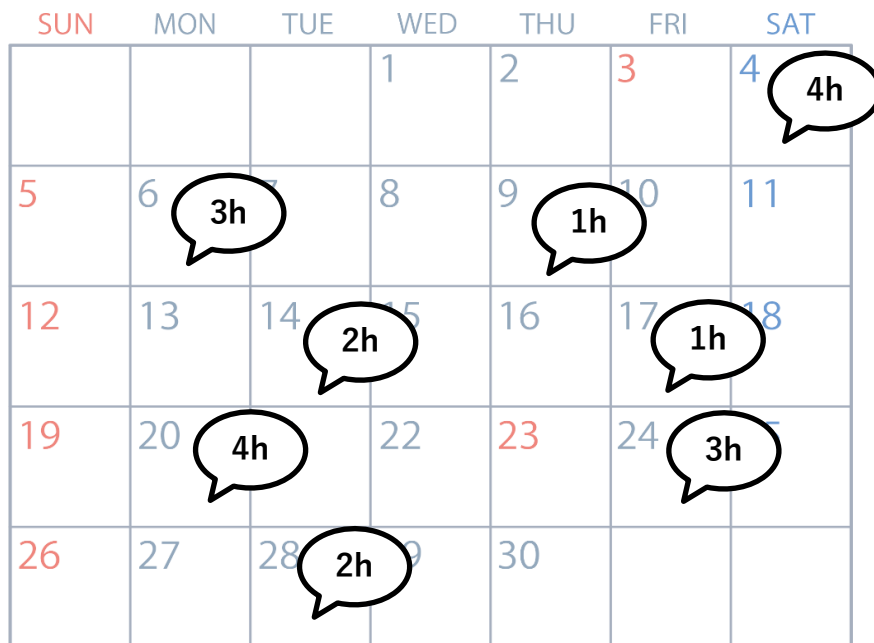 SUN MON TUE WED THU FRI SAT
1 2 3 4 4h
5 6 3h 8 9 1h 10 11
12 13 14 2h 15 16 17 1h 18
19 20 4h 22 23 24 3h
26 27 28 2h 30